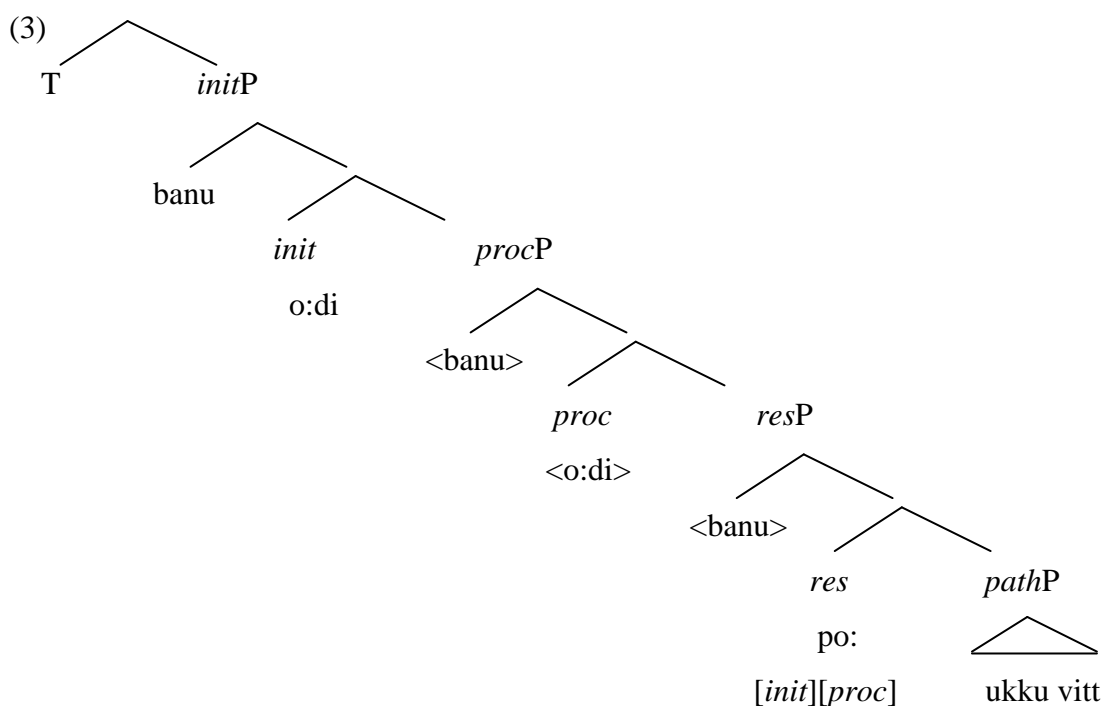 (3)
T initP
banu
init procP
o:di
<banu>
proc resP
<o:di>
<banu>
res pathP
po:
[init][proc] ukku vitt